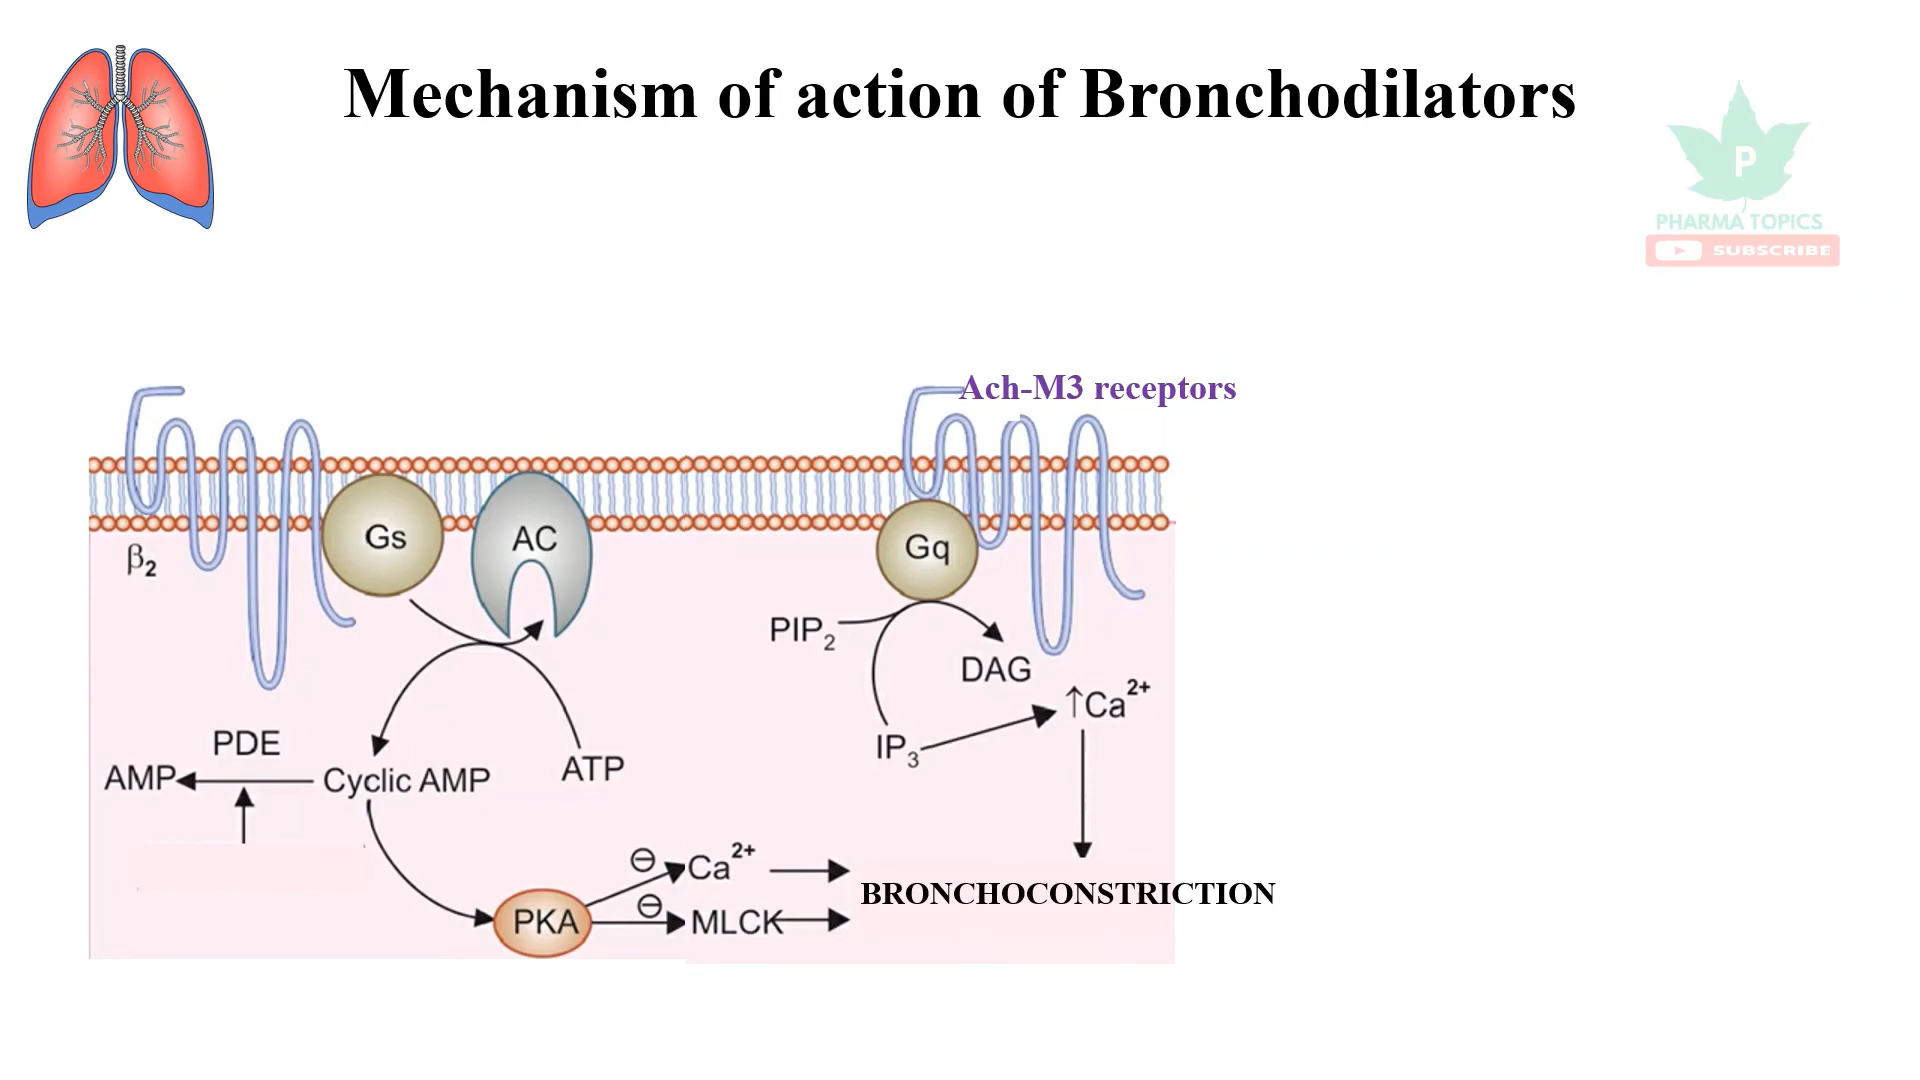 Mechanism of action of Bronchodilators
P
PHARMA TOPICS
SUBSCRIBE
Ach-M3 receptors
Gs
AC
Gq
β₂
PIP₂
DAG
↑Ca²⁺
IP₃
PDE
AMP
Cyclic AMP
ATP
⊖
Ca²⁺
BRONCHOCONSTRICTION
PKA
⊖
MLCK